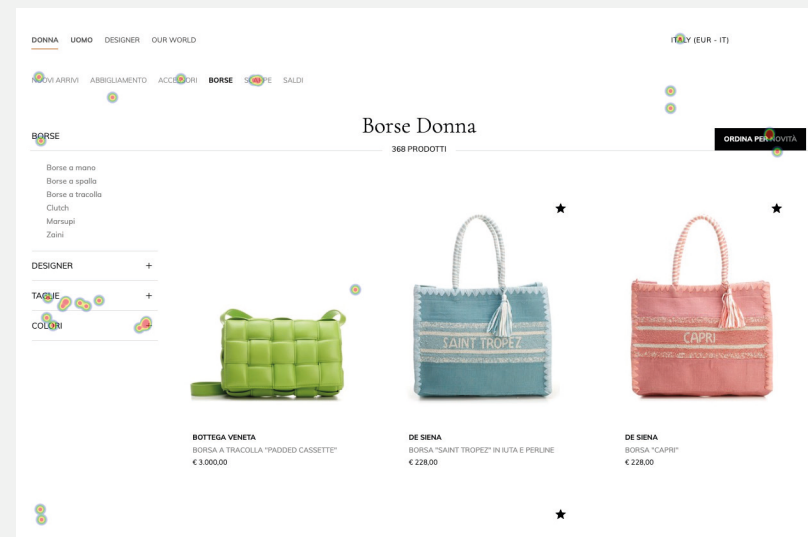 DONNA UOMO DESIGNER OUR WORLD
ITALY (EUR - IT)
NUOVI ARRIVI ABBIGLIAMENTO ACCESSORI BORSE SCARPE SALDI
Borse Donna
BORSE
368 PRODOTTI
ORDINA PER NOVITÀ
Borse a mano
Borse a spalla
Borse a tracolla
Clutch
Marsupi
Zaini
DESIGNER +
TAGLIE +
COLORI
SAINT TROPEZ
CAPRI
BOTTEGA VENETA
BORSA A TRACOLLA "PADDED CASSETTE"
€ 3.000,00
DE SIENA
BORSA "SAINT TROPEZ" IN IUTA E PERLINE
€ 228,00
DE SIENA
BORSA "CAPRI"
€ 228,00